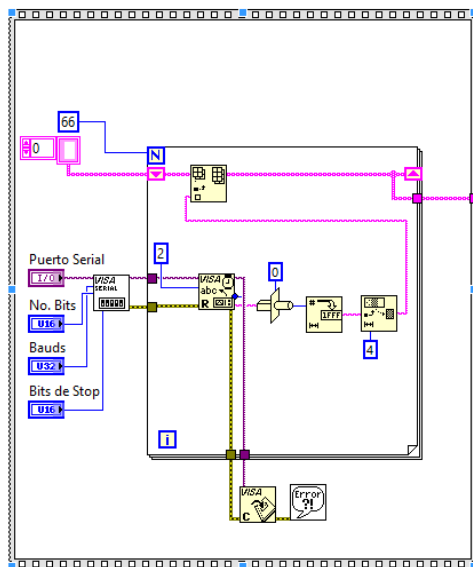 66
0
N
Puerto Serial
I/O
VISA
SERIAL
2
VISA
abc
R
0
No. Bits
U16
#
1FFF
Bauds
U32
4
Bits de Stop
U16
i
VISA
C
Error
?!